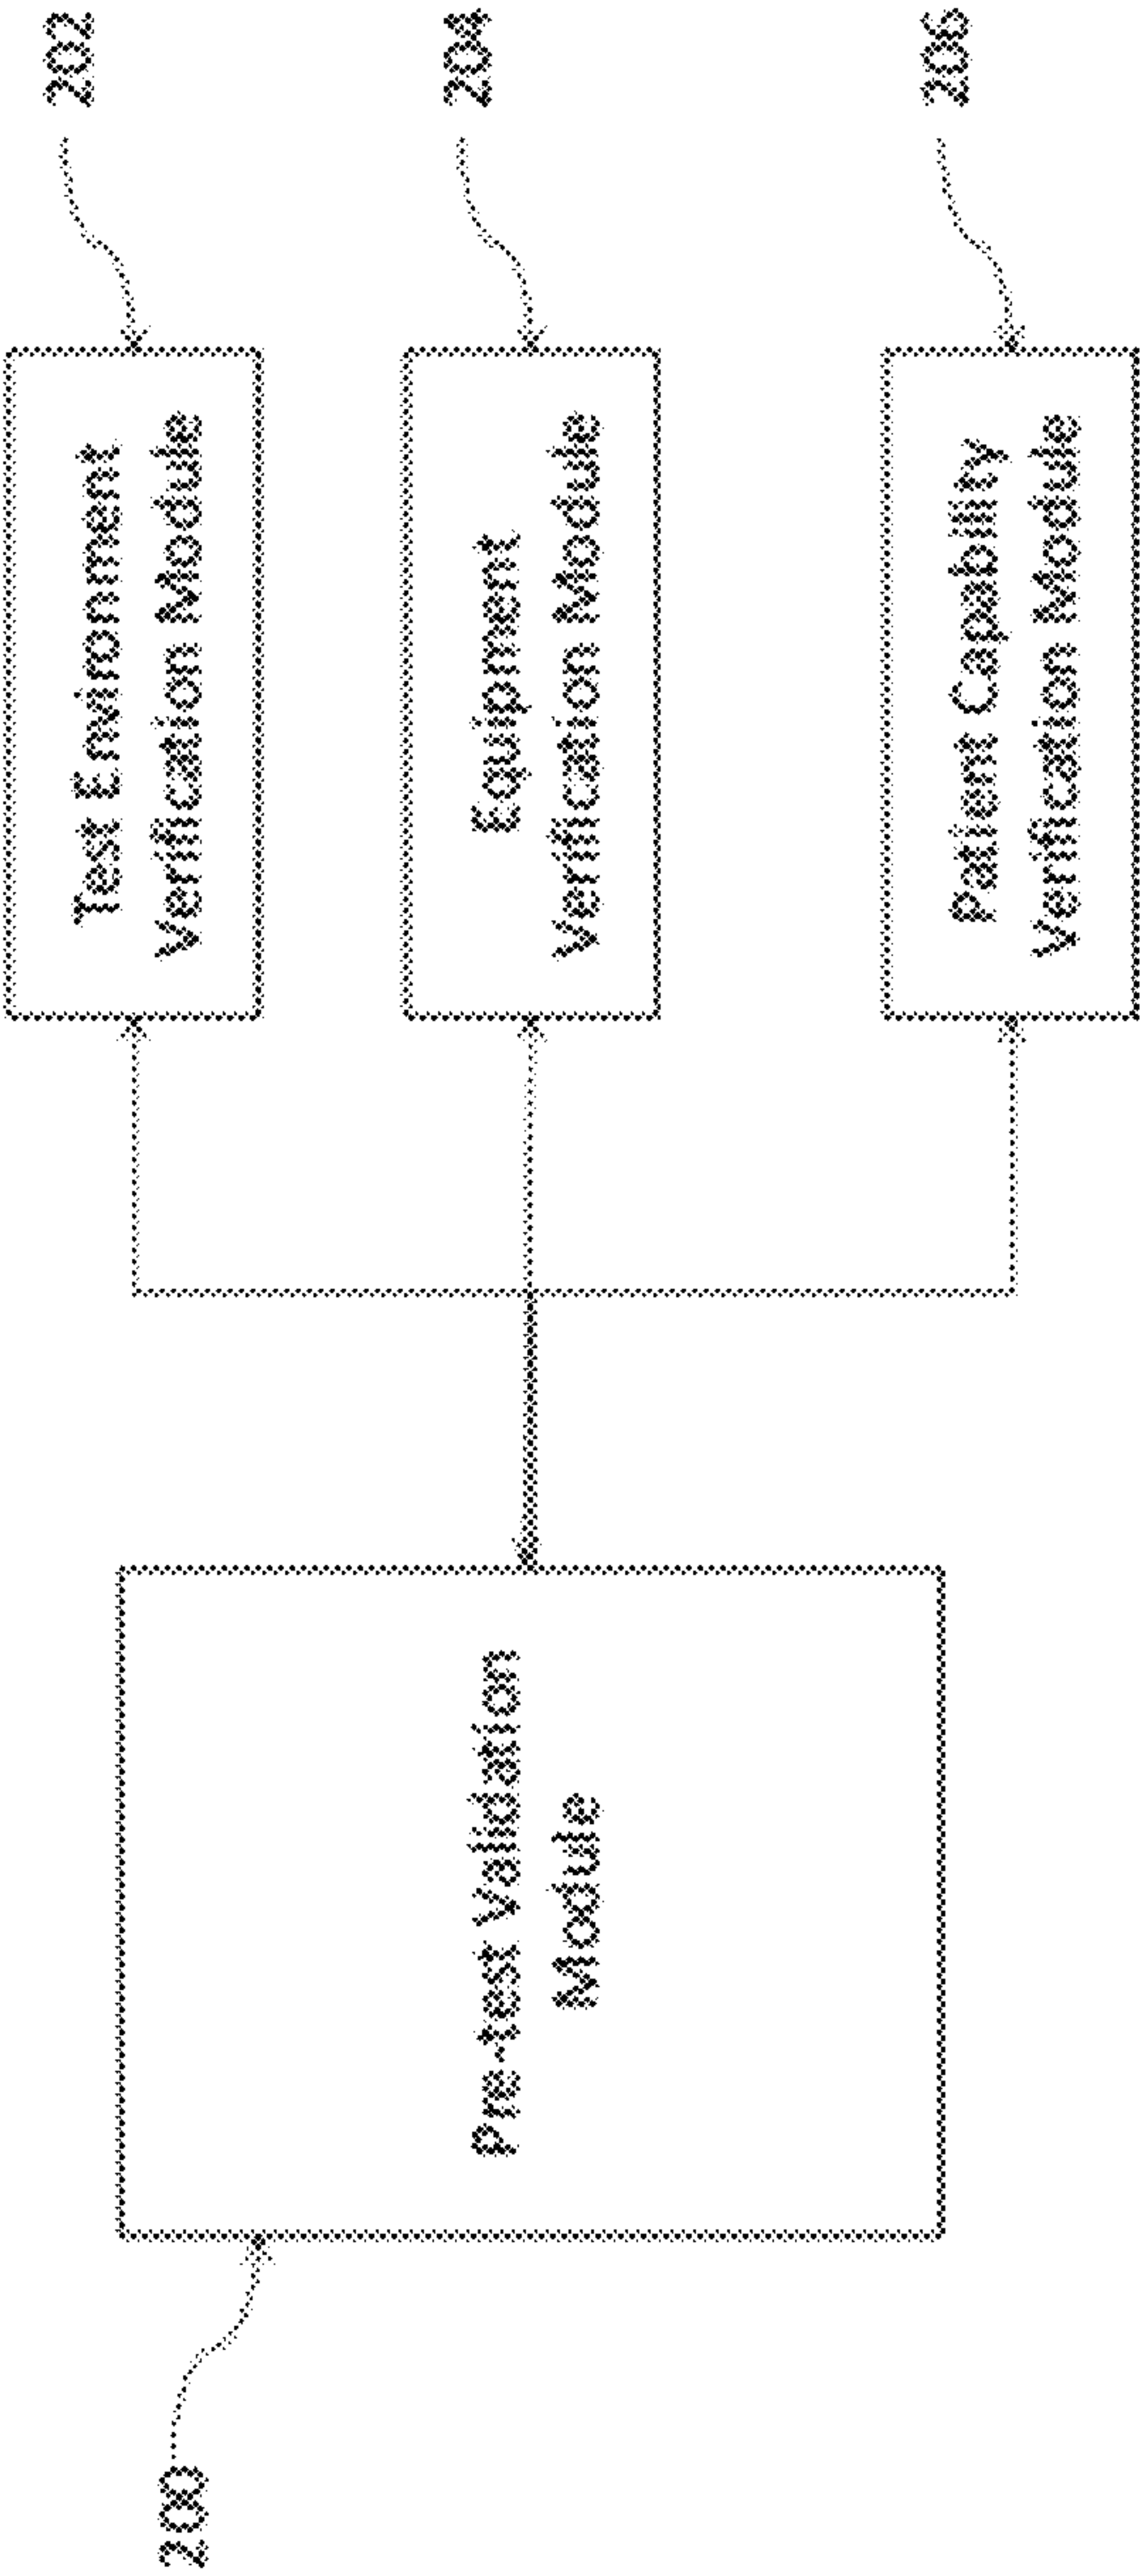 202
Test Environment
Verification Module
204
Equipment
Verification Module
206
Patient Capability
Verification Module
Pre-test Validation
Module
200